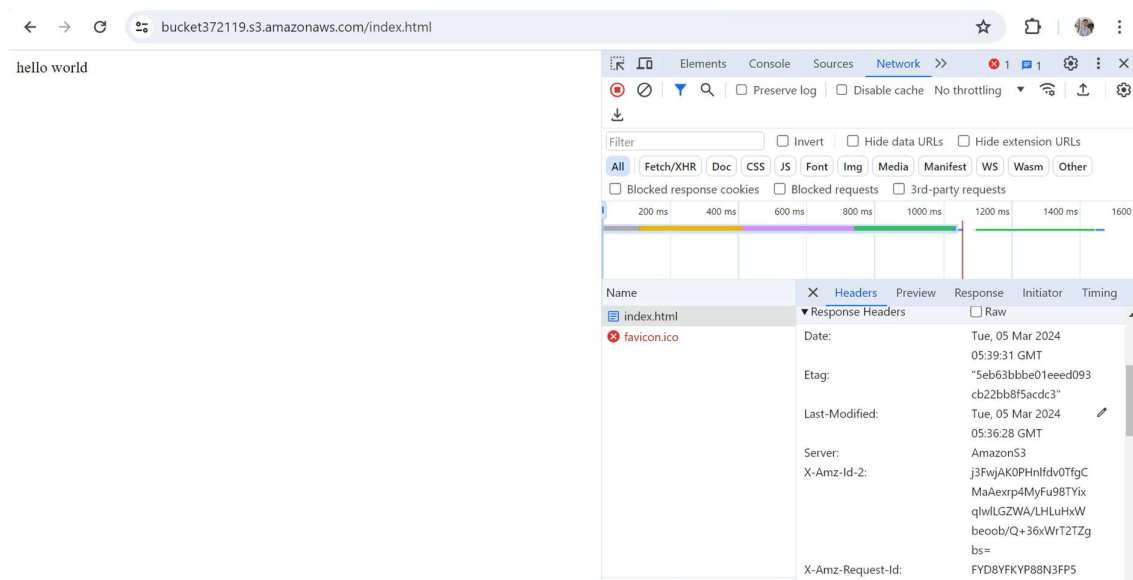 bucket372119.s3.amazonaws.com/index.html
hello world
Elements Console Sources Network 1 1
Preserve log Disable cache No throttling
Filter Invert Hide data URLs Hide extension URLs
All Fetch/XHR Doc CSS JS Font Img Media Manifest WS Wasm Other
Blocked response cookies Blocked requests 3rd-party requests
200 ms 400 ms 600 ms 800 ms 1000 ms 1200 ms 1400 ms 1600
Name Headers Preview Response Initiator Timing
index.html
favicon.ico
Response Headers Raw
Date: Tue, 05 Mar 2024
05:39:31 GMT
Etag: "5eb63bbbe01eeed093
cb22bb8f5acdc3"
Last-Modified: Tue, 05 Mar 2024
05:36:28 GMT
Server: AmazonS3
X-Amz-Id-2: j3FwjAK0PHnlfdv0TfgC
MaAexrp4MyFu98TYix
qlwlLGZWA/LHLuHxW
beoob/Q+36xWrT2TZg
bs=
X-Amz-Request-Id: FYD8YFKYP88N3FP5